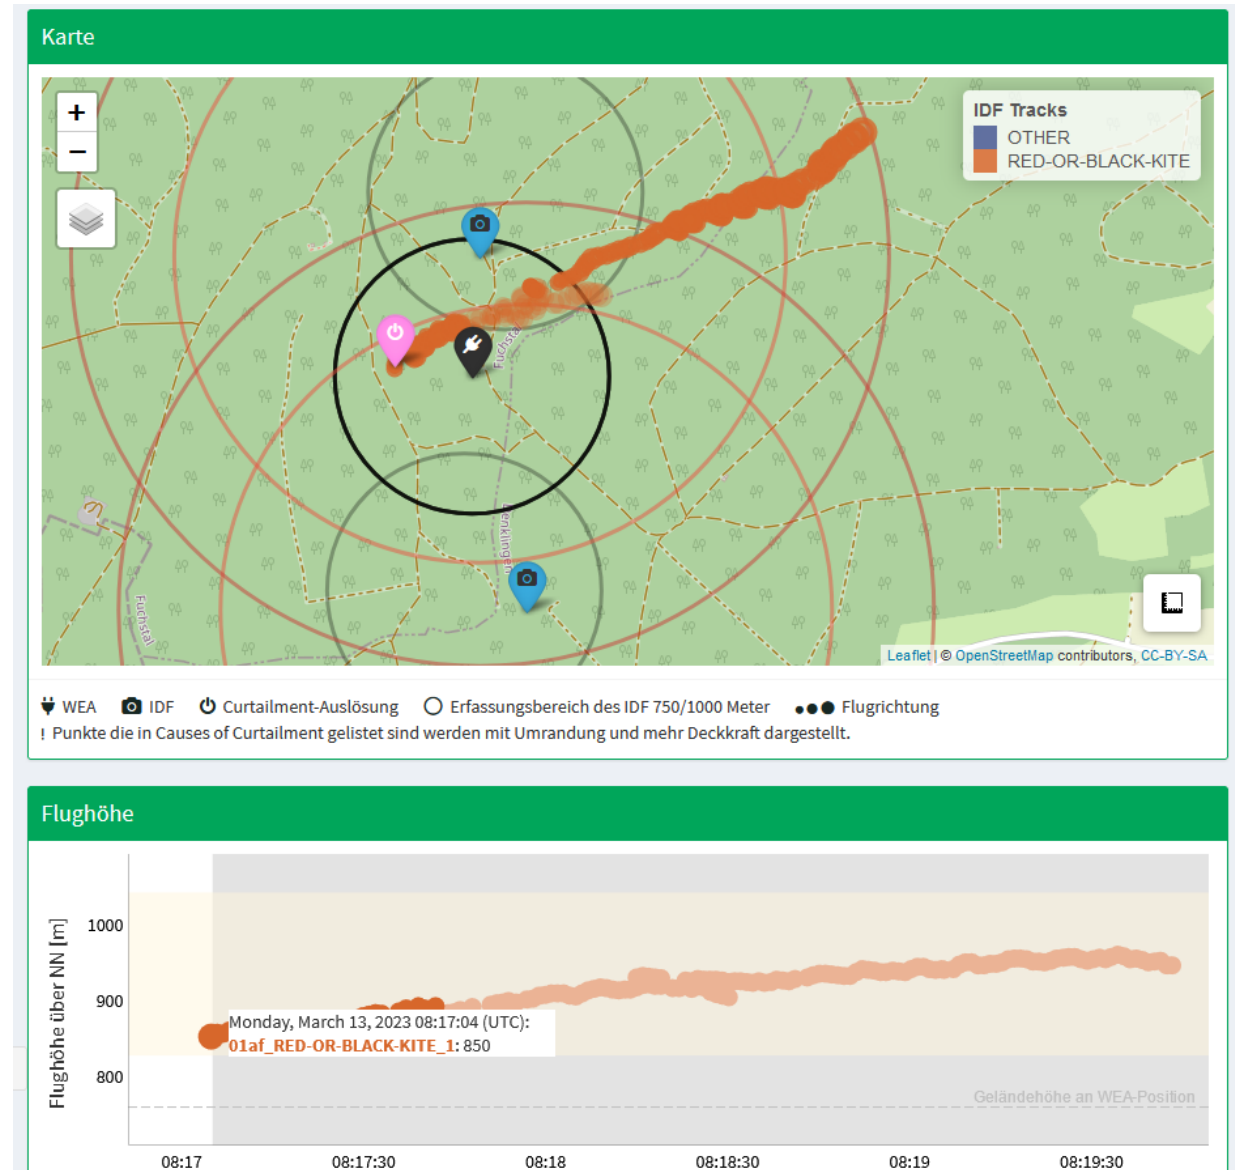 Karte
+
−
IDF Tracks
OTHER
RED-OR-BLACK-KITE
Fuchstal
Denklingen
Fuchstal
Leaflet | © OpenStreetMap contributors, CC-BY-SA
WEA IDF Curtailment-Auslösung Erfassungsbereich des IDF 750/1000 Meter Flugrichtung
! Punkte die in Causes of Curtailment gelistet sind werden mit Umrandung und mehr Deckkraft dargestellt.
Flughöhe
Flughöhe über NN [m]
1000
900
800
Monday, March 13, 2023 08:17:04 (UTC):
01af_RED-OR-BLACK-KITE_1: 850
Geländehöhe an WEA-Position
08:17 08:17:30 08:18 08:18:30 08:19 08:19:30